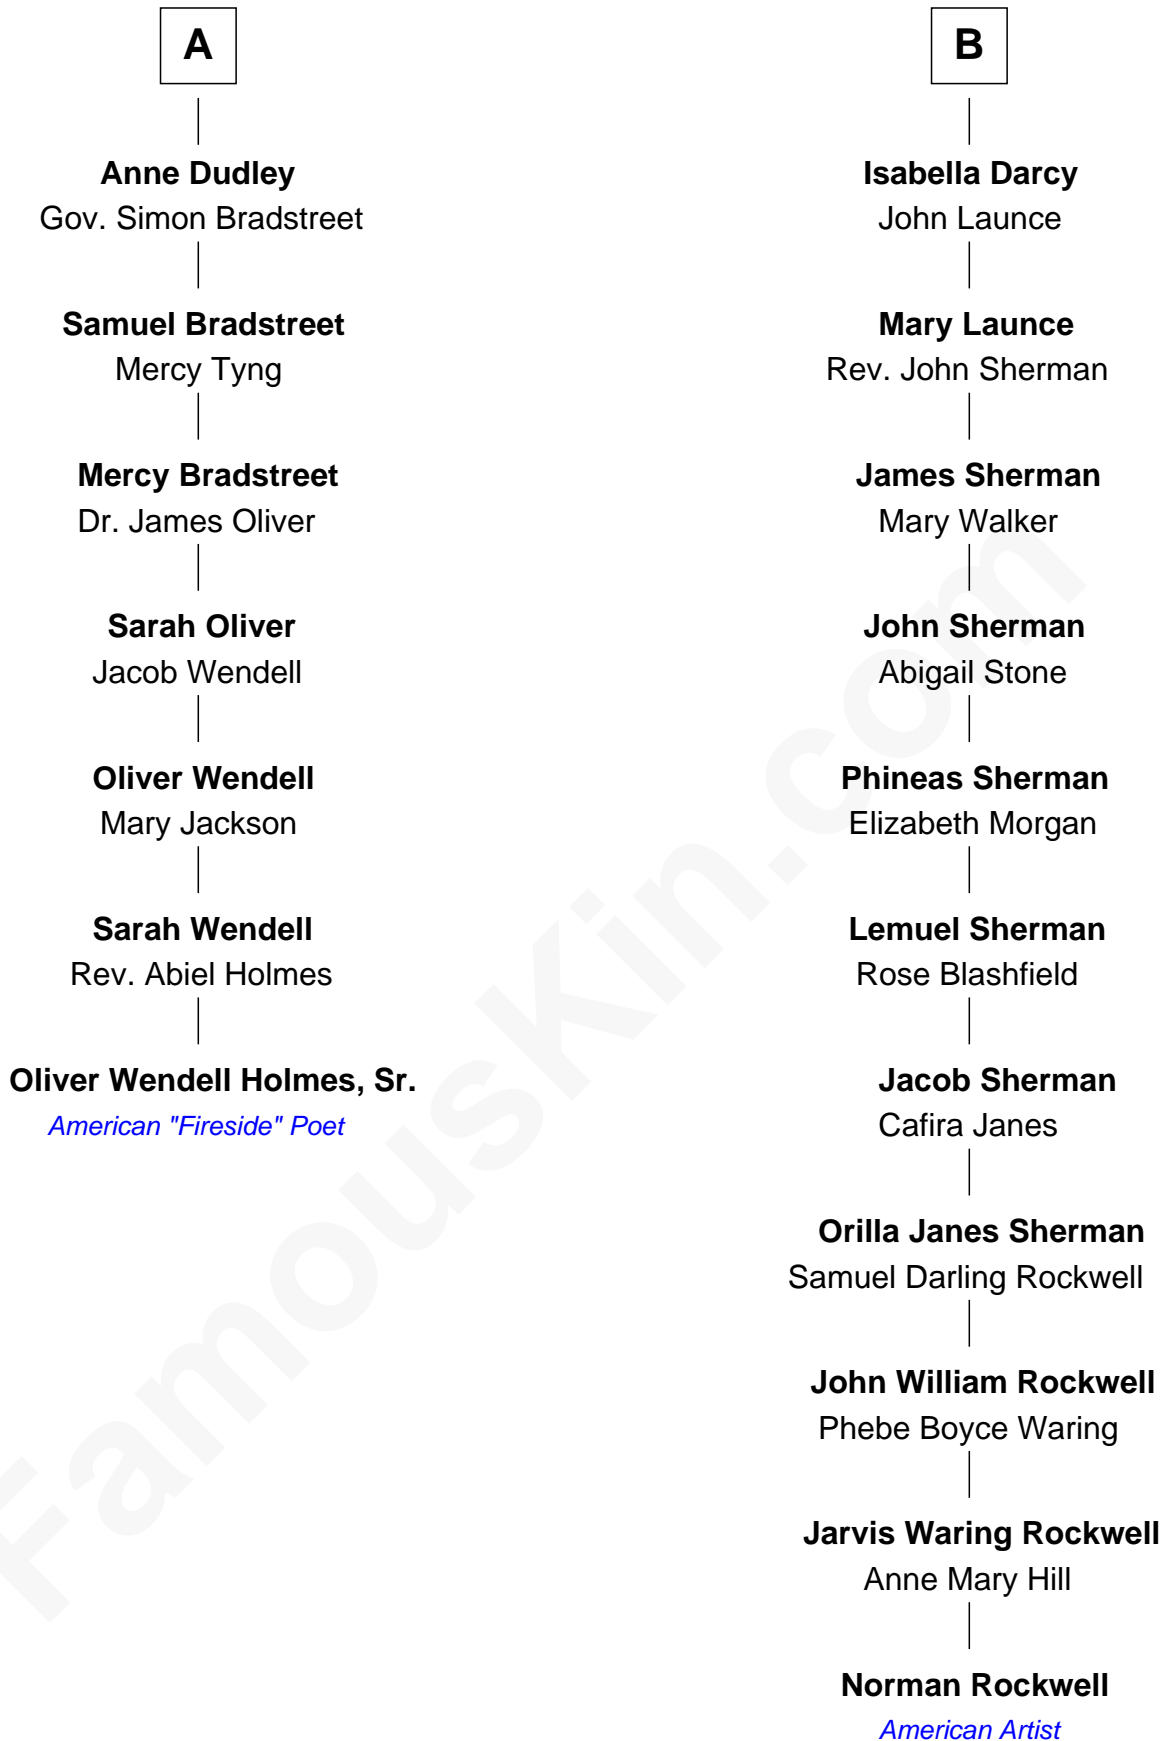 A
Anne Dudley
Gov. Simon Bradstreet
Samuel Bradstreet
Mercy Tyng
Mercy Bradstreet
Dr. James Oliver
Sarah Oliver
Jacob Wendell
Oliver Wendell
Mary Jackson
Sarah Wendell
Rev. Abiel Holmes
Oliver Wendell Holmes, Sr.
American "Fireside" Poet
B
Isabella Darcy
John Launce
Mary Launce
Rev. John Sherman
James Sherman
Mary Walker
John Sherman
Abigail Stone
Phineas Sherman
Elizabeth Morgan
Lemuel Sherman
Rose Blashfield
Jacob Sherman
Cafira Janes
Orilla Janes Sherman
Samuel Darling Rockwell
John William Rockwell
Phebe Boyce Waring
Jarvis Waring Rockwell
Anne Mary Hill
Norman Rockwell
American Artist
FamousKin.com